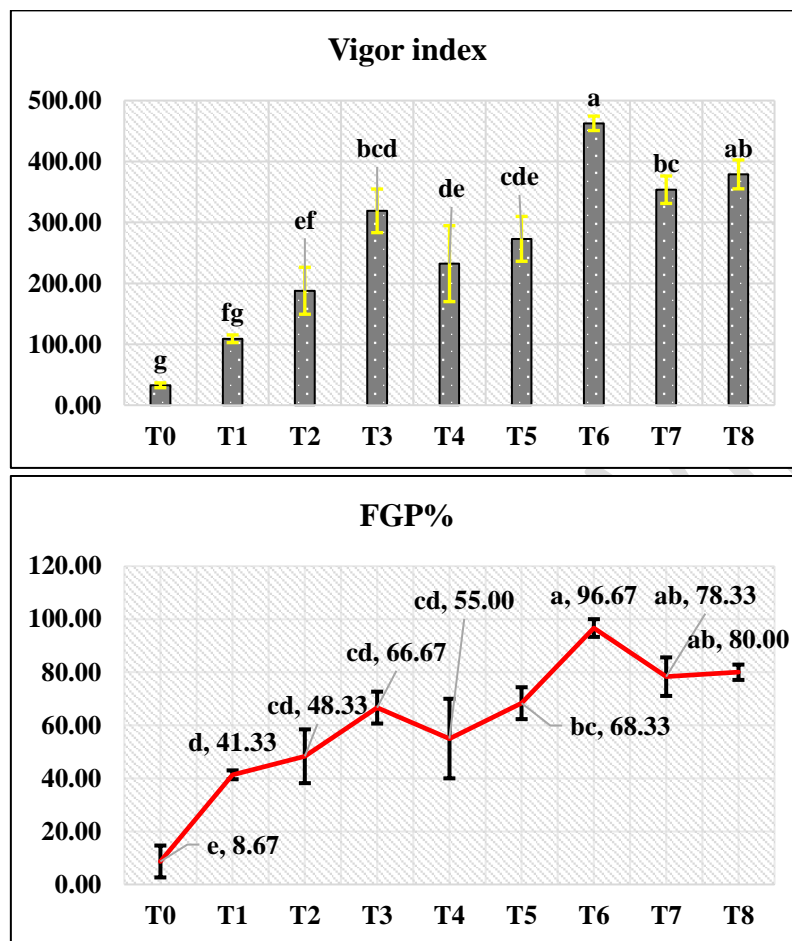 Vigor index
500.00
400.00
300.00
200.00
100.00
0.00
g
fg
ef
bcd
de
cde
a
bc
ab
T0 T1 T2 T3 T4 T5 T6 T7 T8
FGP%
120.00
100.00
80.00
60.00
40.00
20.00
0.00
e, 8.67
d, 41.33
cd, 48.33
cd, 66.67
cd, 55.00
bc, 68.33
a, 96.67
ab, 78.33
ab, 80.00
T0 T1 T2 T3 T4 T5 T6 T7 T8